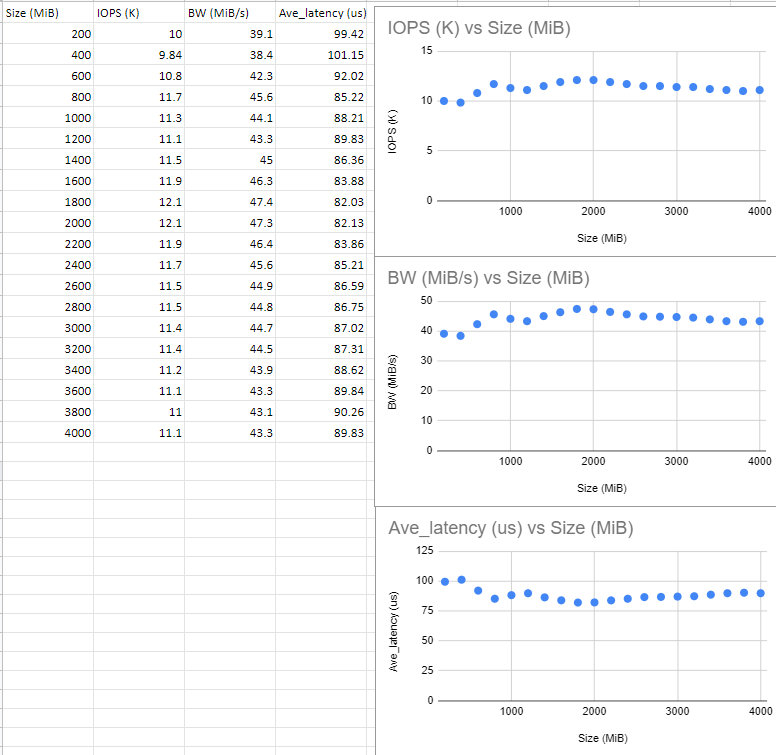 Size (MiB) IOPS (K) BW (MiB/s) Ave_latency (us)
200 10 39.1 99.42
400 9.84 38.4 101.15
600 10.8 42.3 92.02
800 11.7 45.6 85.22
1000 11.3 44.1 88.21
1200 11.1 43.3 89.83
1400 11.5 45 86.36
1600 11.9 46.3 83.88
1800 12.1 47.4 82.03
2000 12.1 47.3 82.13
2200 11.9 46.4 83.86
2400 11.7 45.6 85.21
2600 11.5 44.9 86.59
2800 11.5 44.8 86.75
3000 11.4 44.7 87.02
3200 11.4 44.5 87.31
3400 11.2 43.9 88.62
3600 11.1 43.3 89.84
3800 11 43.1 90.26
4000 11.1 43.3 89.83
IOPS (K) vs Size (MiB)
15
10
5
0
IOPS (K)
1000 2000 3000 4000
Size (MiB)
BW (MiB/s) vs Size (MiB)
50
40
30
20
10
0
BW (MiB/s)
1000 2000 3000 4000
Size (MiB)
Ave_latency (us) vs Size (MiB)
125
100
75
50
25
0
Ave_latency (us)
1000 2000 3000 4000
Size (MiB)